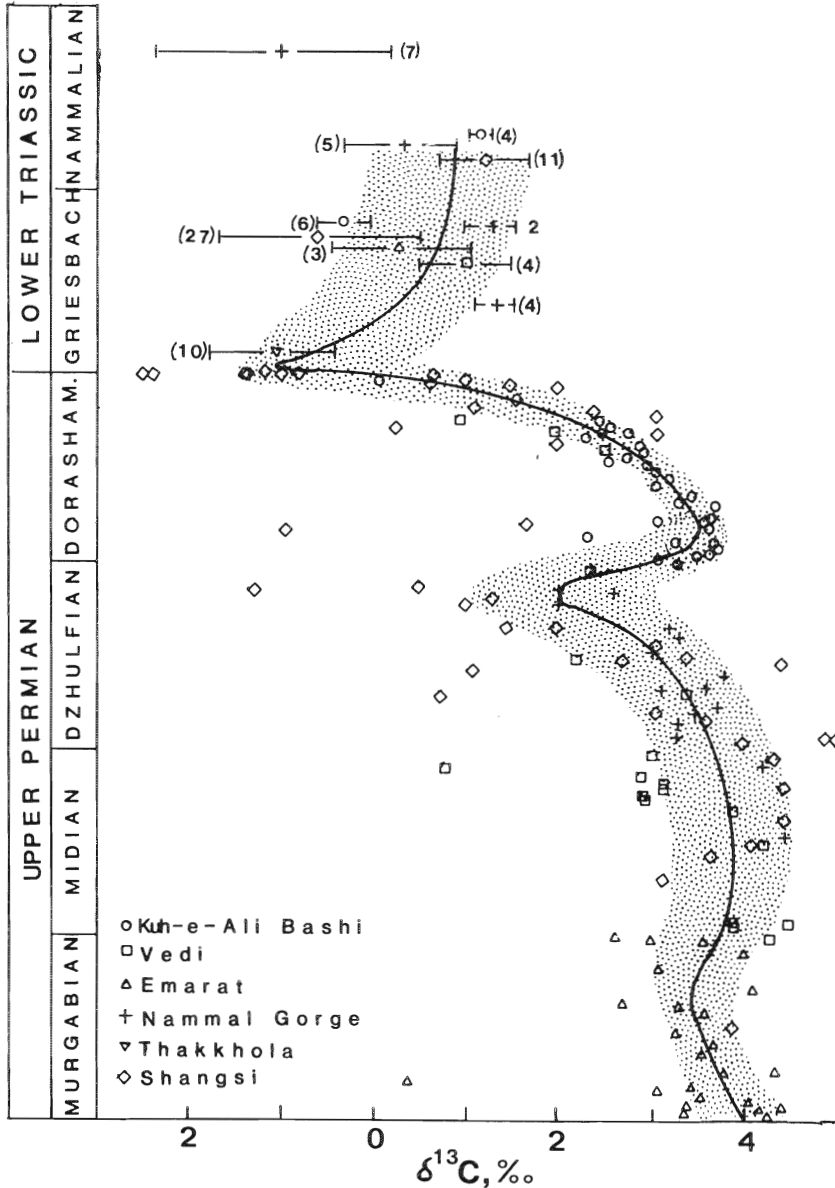 LOWER TRIASSIC
UPPER PERMIAN
NAMMALIAN
GRIESBACH
DORASHAM.
DZHULFIAN
MIDIAN
MURGABIAN
(7)
(4)
(5)
(11)
(6)
2
(27)
(3)
(4)
(4)
(10)
Kuh-e-Ali Bashi
Vedi
Emarat
Nammal Gorge
Thakkhola
Shangsi
2 0 2 4
δ¹³C, ‰